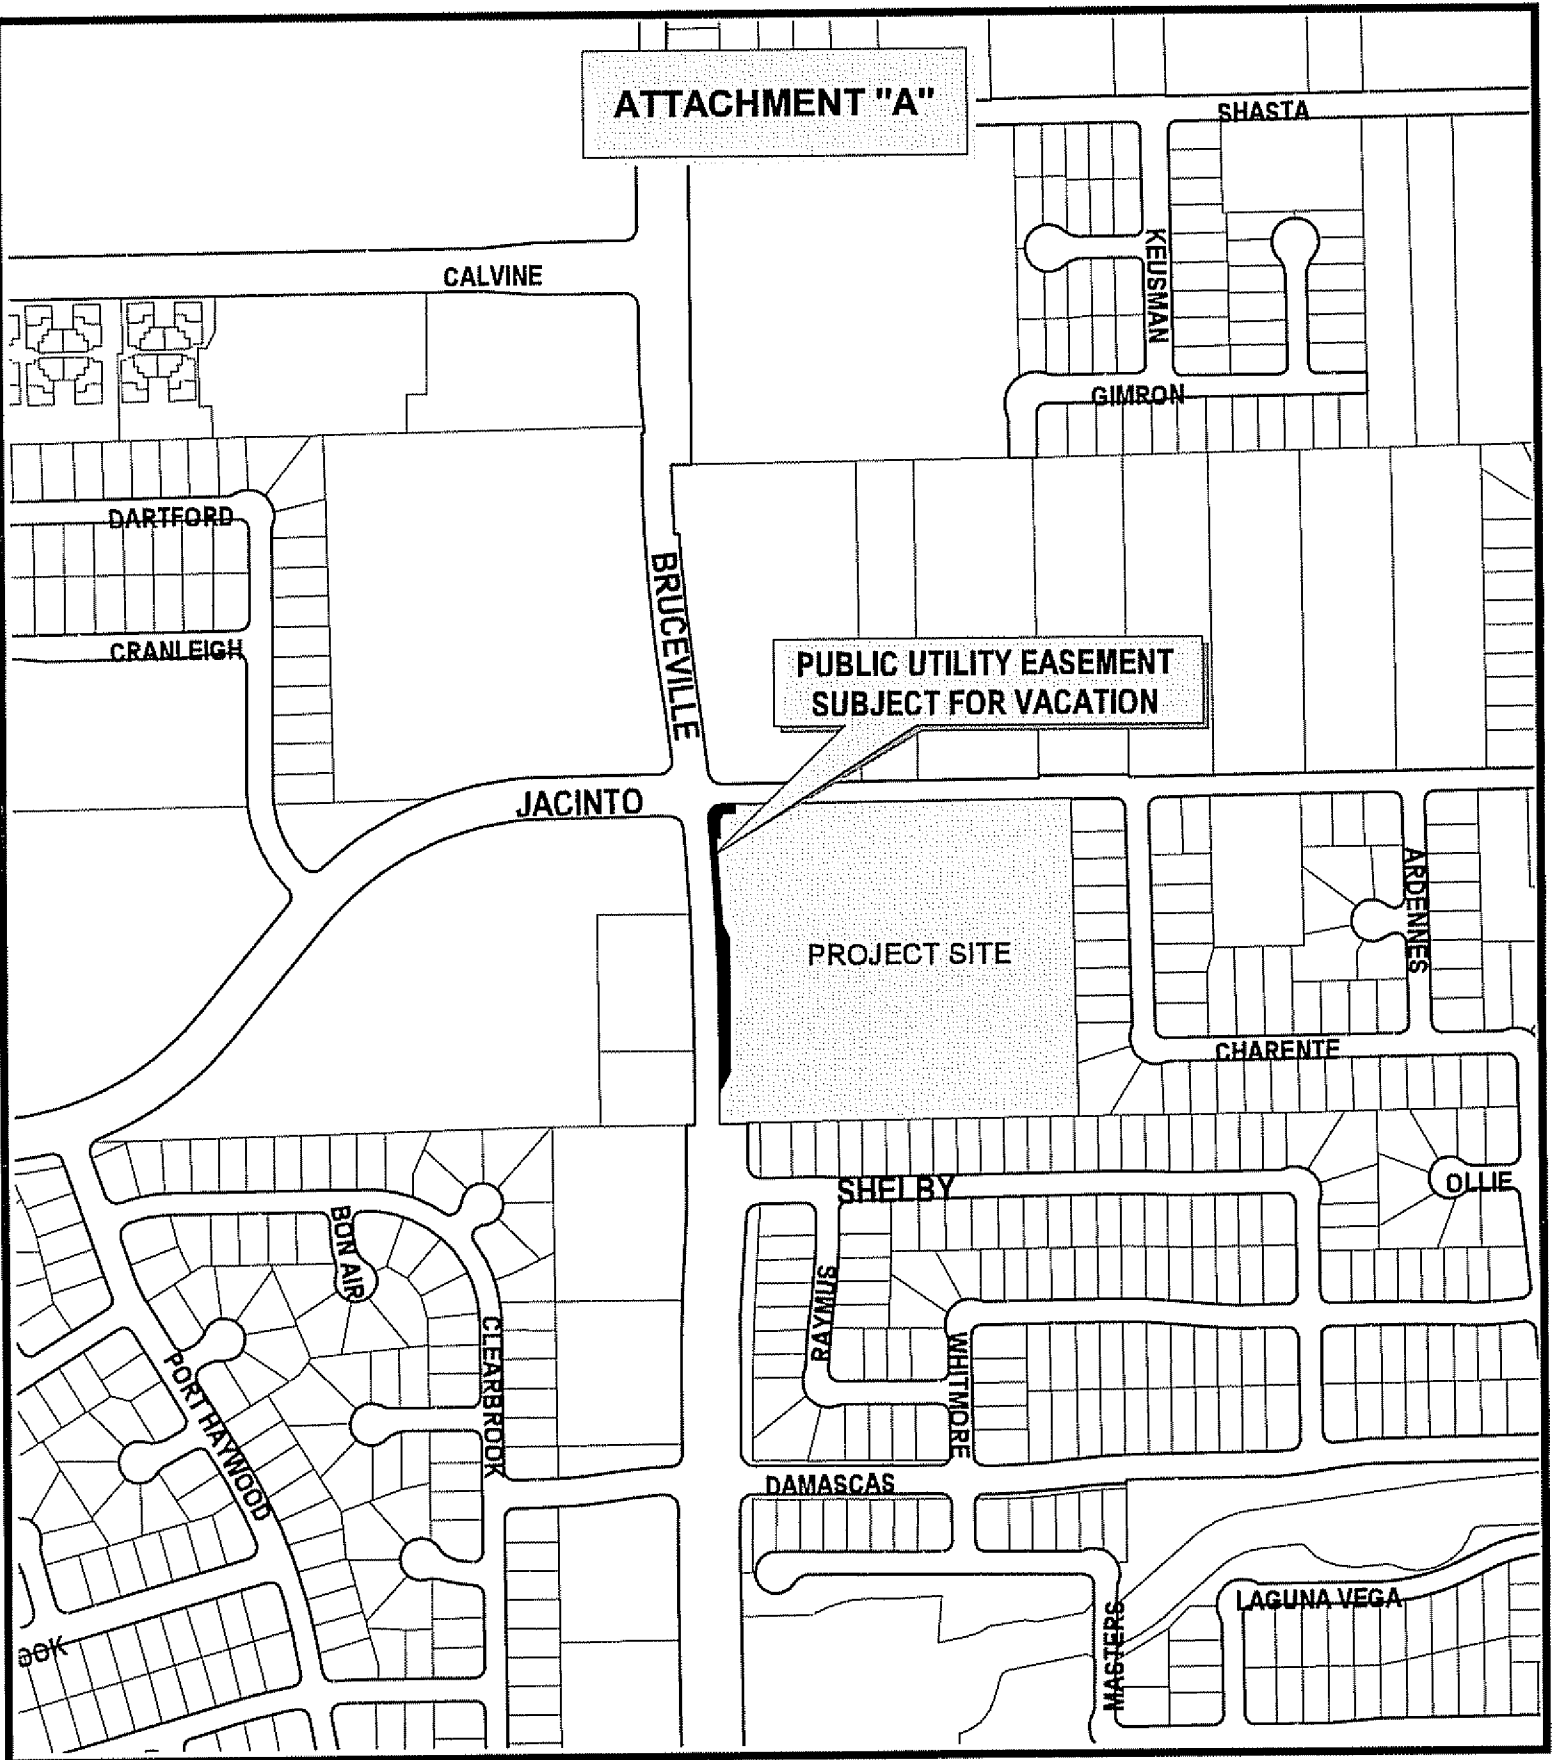 ATTACHMENT "A"
SHASTA
KEUSMAN
CALVINE
GIMRON
DARTFORD
BRUCEVILLE
CRANLEIGH
PUBLIC UTILITY EASEMENT
SUBJECT FOR VACATION
JACINTO
ARDENNES
PROJECT SITE
CHARENTE
OLLIE
SHELBY
BON AIR
RAYMUS
CLEARBROOK
WHITMORE
PORT HAYWOOD
DAMASCAS
LAGUNA VEGA
MASTERS
OOK